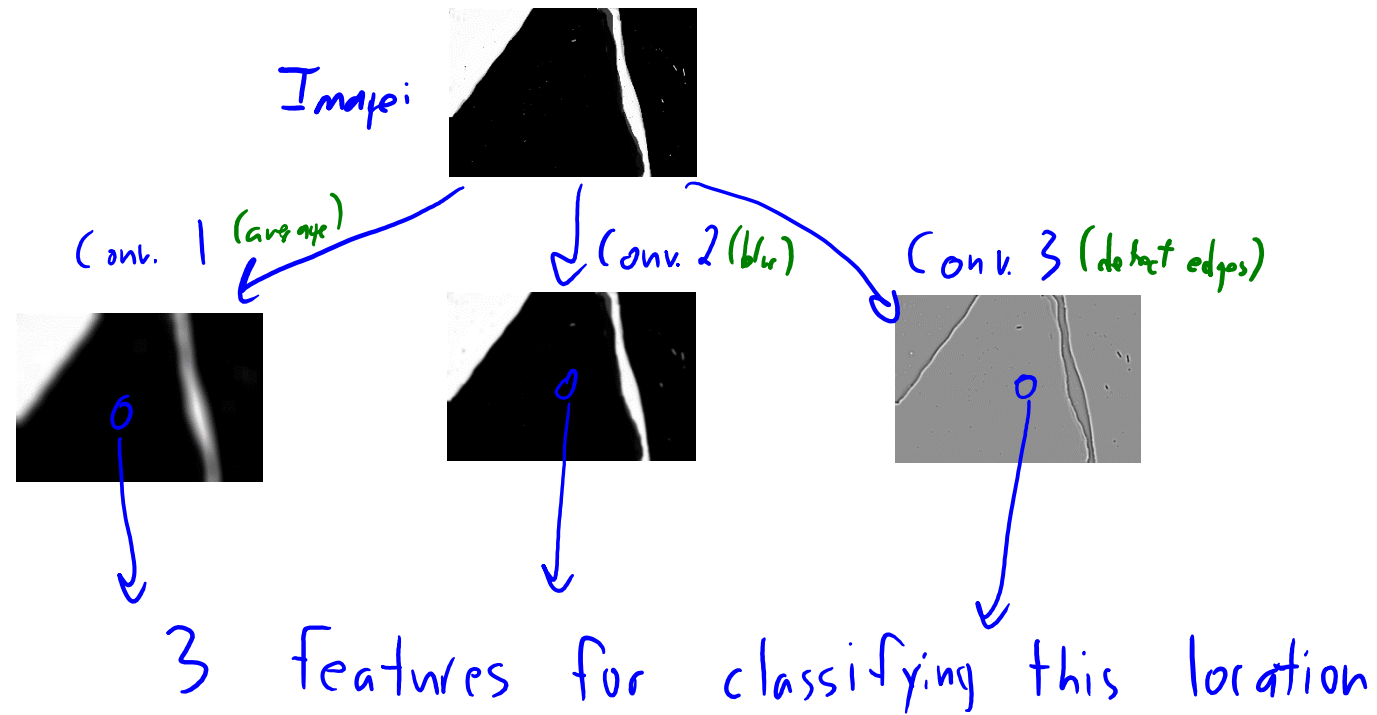 Image:
Conv. 1 (average)
Conv. 2 (blur)
Conv. 3 (detect edges)
3 features for classifying this location